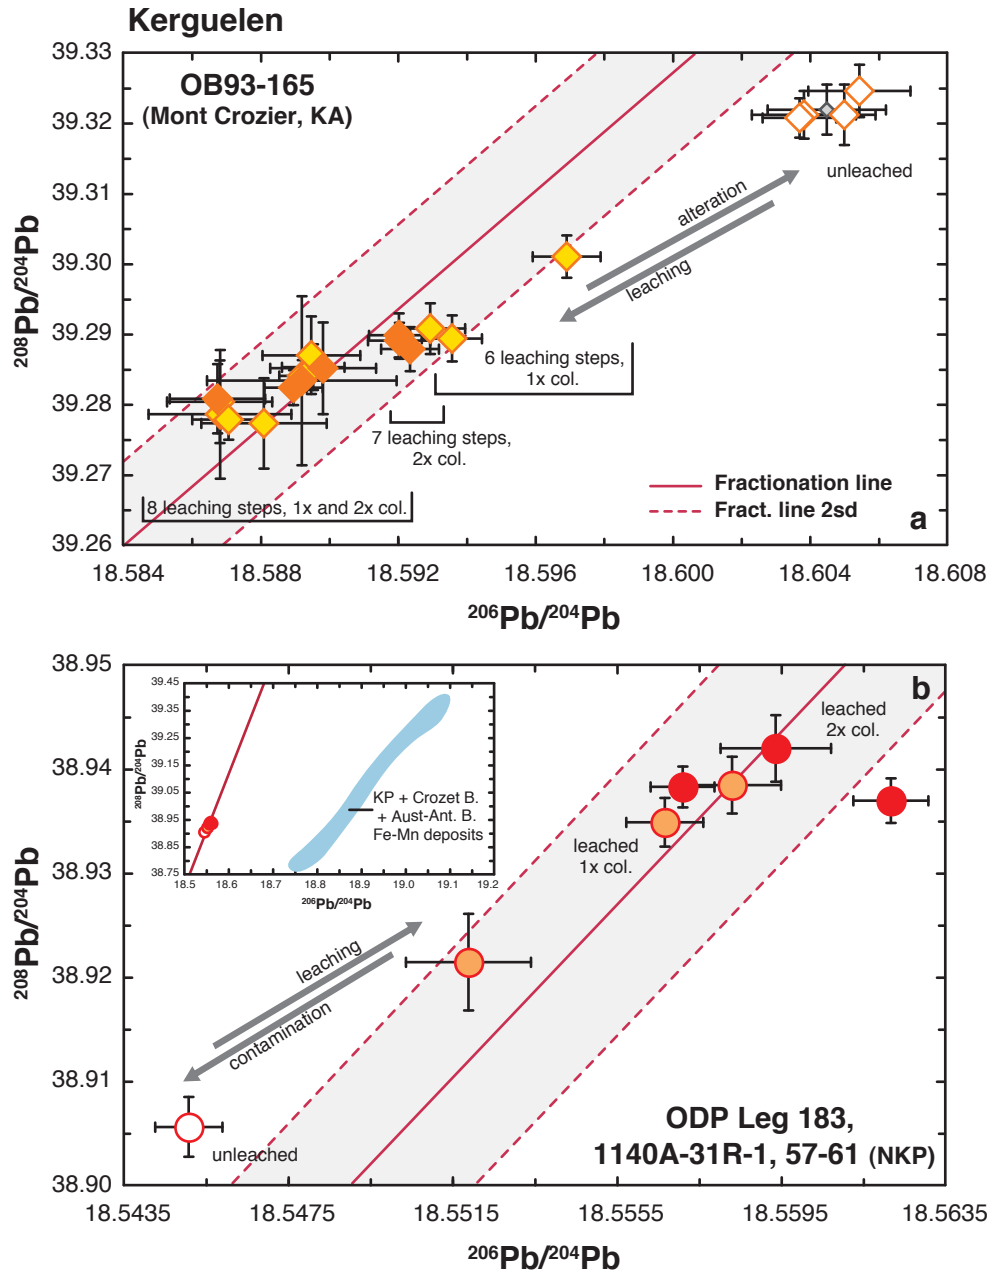 Kerguelen
39.33
39.32
39.31
39.30
39.29
39.28
39.27
39.26
208Pb/204Pb
OB93-165
(Mont Crozier, KA)
unleached
alteration
leaching
6 leaching steps,
1x col.
7 leaching steps,
2x col.
8 leaching steps, 1x and 2x col.
Fractionation line
Fract. line 2sd
a
18.584 18.588 18.592 18.596 18.600 18.604 18.608
206Pb/204Pb
38.95
38.94
38.93
38.92
38.91
38.90
208Pb/204Pb
b
39.45
39.35
39.25
39.15
39.05
38.95
38.85
38.75
208Pb/204Pb
KP + Crozet B.
+ Aust-Ant. B.
Fe-Mn deposits
18.5 18.6 18.7 18.8 18.9 19.0 19.1 19.2
206Pb/204Pb
leached
2x col.
leached
1x col.
leaching
contamination
unleached
ODP Leg 183,
1140A-31R-1, 57-61 (NKP)
18.5435 18.5475 18.5515 18.5555 18.5595 18.5635
206Pb/204Pb